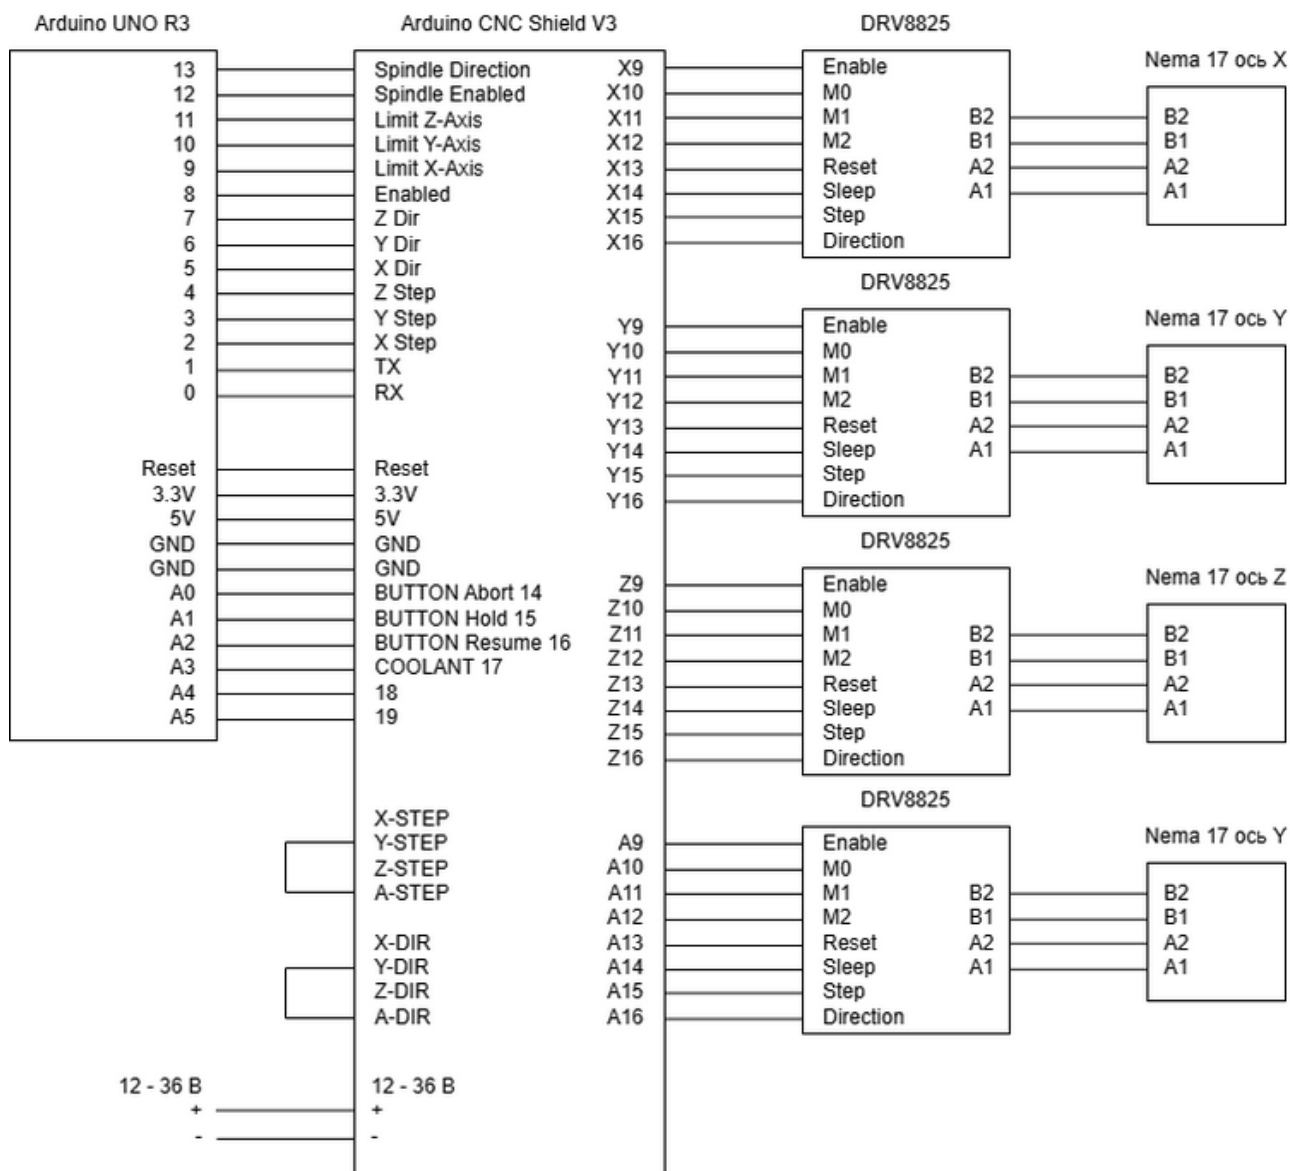 Arduino UNO R3
13
12
11
10
9
8
7
6
5
4
3
2
1
0
Reset
3.3V
5V
GND
GND
A0
A1
A2
A3
A4
A5
12 - 36 В
+
-
Arduino CNC Shield V3
Spindle Direction
Spindle Enabled
Limit Z-Axis
Limit Y-Axis
Limit X-Axis
Enabled
Z Dir
Y Dir
X Dir
Z Step
Y Step
X Step
TX
RX
Reset
3.3V
5V
GND
GND
BUTTON Abort 14
BUTTON Hold 15
BUTTON Resume 16
COOLANT 17
18
19
X-STEP
Y-STEP
Z-STEP
A-STEP
X-DIR
Y-DIR
Z-DIR
A-DIR
12 - 36 В
+
-
X9
X10
X11
X12
X13
X14
X15
X16
Y9
Y10
Y11
Y12
Y13
Y14
Y15
Y16
Z9
Z10
Z11
Z12
Z13
Z14
Z15
Z16
A9
A10
A11
A12
A13
A14
A15
A16
DRV8825
Enable
M0
M1
M2
Reset
Sleep
Step
Direction
B2
B1
A2
A1
Nema 17 ось X
B2
B1
A2
A1
DRV8825
Enable
M0
M1
M2
Reset
Sleep
Step
Direction
B2
B1
A2
A1
Nema 17 ось Y
B2
B1
A2
A1
DRV8825
Enable
M0
M1
M2
Reset
Sleep
Step
Direction
B2
B1
A2
A1
Nema 17 ось Z
B2
B1
A2
A1
DRV8825
Enable
M0
M1
M2
Reset
Sleep
Step
Direction
B2
B1
A2
A1
Nema 17 ось Y
B2
B1
A2
A1